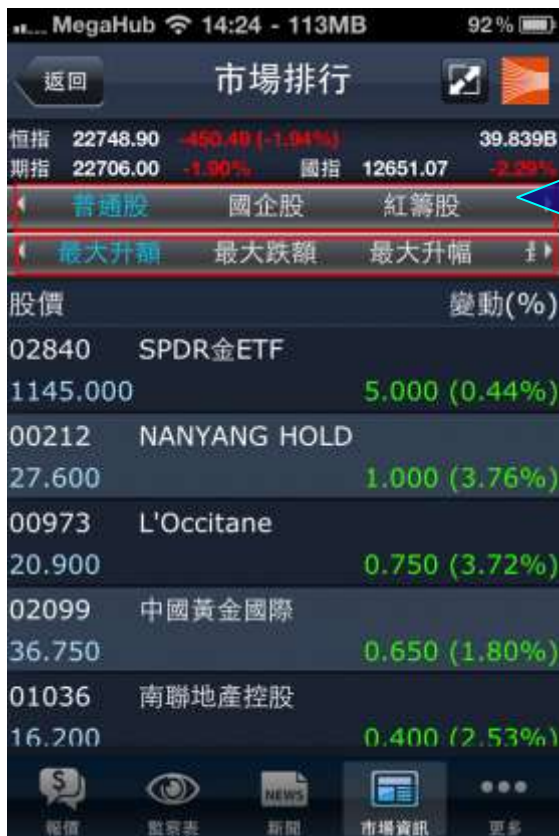 MegaHub 14:24 - 113MB 92%
返回 市場排行
恒指 22748.90 -450.49 (-1.94%) 39.839B
期指 22706.00 -1.90% 國指 12651.07 -2.29%
普通股 國企股 紅籌股
最大升額 最大跌額 最大升幅
股價 變動(%)
02840 SPDR金ETF
1145.000 5.000 (0.44%)
00212 NANYANG HOLD
27.600 1.000 (3.76%)
00973 L'Occitane
20.900 0.750 (3.72%)
02099 中國黃金國際
36.750 0.650 (1.80%)
01036 南聯地產控股
16.200 0.400 (2.53%)
NEWS
報價 監察表 新聞 市場資訊 更多